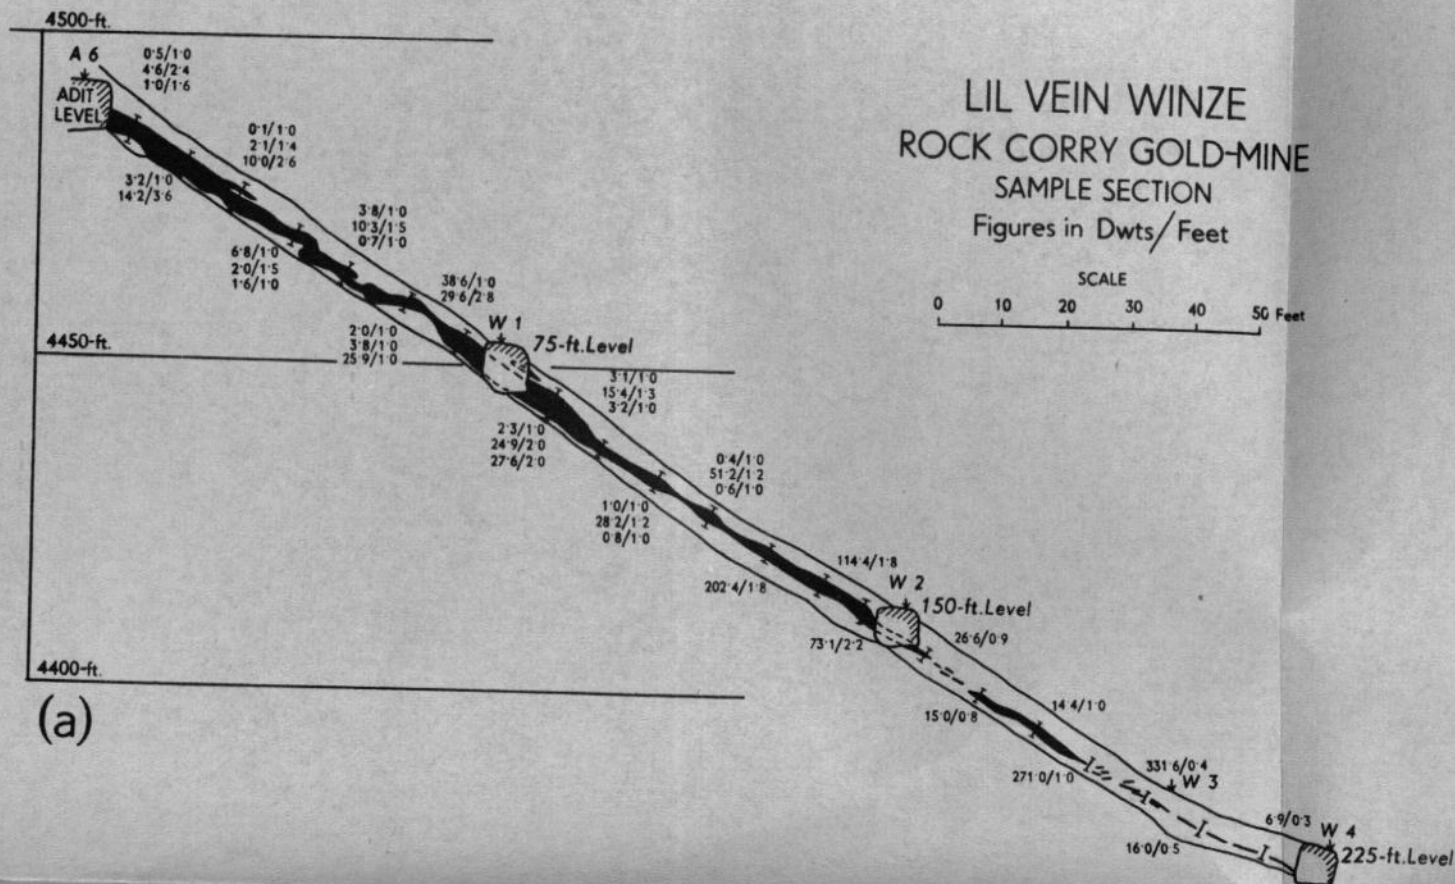 4500-ft.
A 6
ADIT
LEVEL
0·5/1·0
4·6/2·4
1·0/1·6
0·1/1·0
2·1/1·4
10·0/2·6
3·2/1·0
14·2/3·6
3·8/1·0
10·3/1·5
0·7/1·0
6·8/1·0
2·0/1·5
1·6/1·0
38·6/1·0
29·6/2·8
LIL VEIN WINZE
ROCK CORRY GOLD-MINE
SAMPLE SECTION
Figures in Dwts/Feet
SCALE
0 10 20 30 40 50 Feet
4450-ft.
2·0/1·0
3·8/1·0
25·9/1·0
W 1
75-ft.Level
3·1/1·0
15·4/1·3
3·2/1·0
2·3/1·0
24·9/2·0
27·6/2·0
0·4/1·0
51·2/1·2
0·6/1·0
1·0/1·0
28·2/1·2
0·8/1·0
114·4/1·8
202·4/1·8
W 2
150-ft.Level
73·1/2·2
26·6/0·9
4400-ft.
15·0/0·8
14·4/1·0
271·0/1·0
331·6/0·4
W 3
16·0/0·5
6·9/0·3
W 4
225-ft.Level
(a)